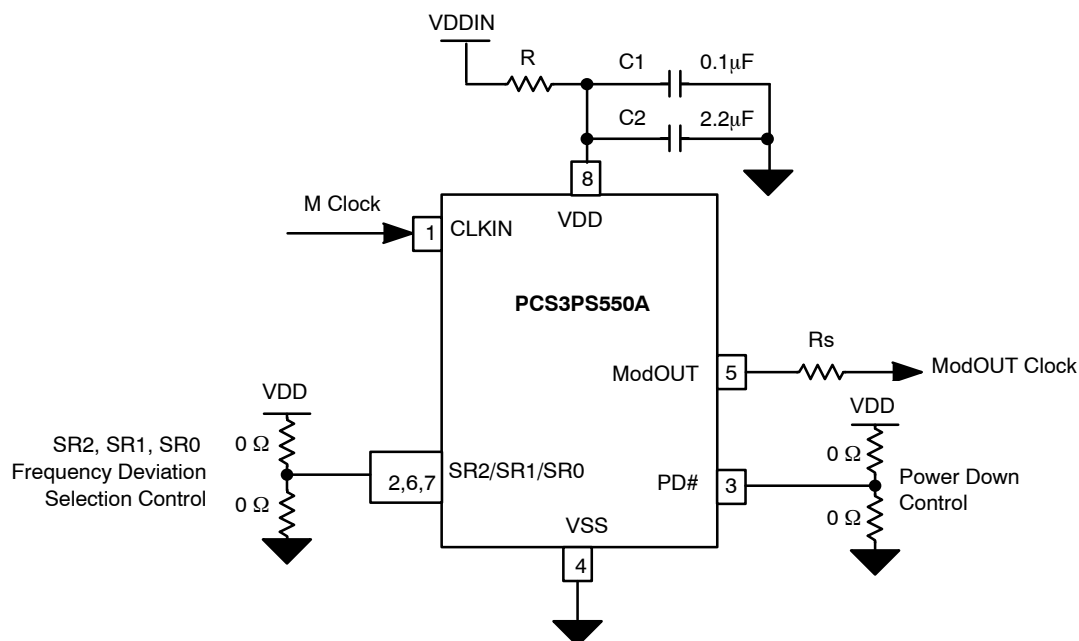 VDDIN
R
C1
0.1μF
C2
2.2μF
8
VDD
M Clock
1
CLKIN
PCS3PS550A
Rs
ModOUT
5
ModOUT Clock
VDD
0 Ω
0 Ω
SR2, SR1, SR0
Frequency Deviation
Selection Control
2,6,7
SR2/SR1/SR0
VDD
0 Ω
0 Ω
PD#
3
Power Down
Control
VSS
4